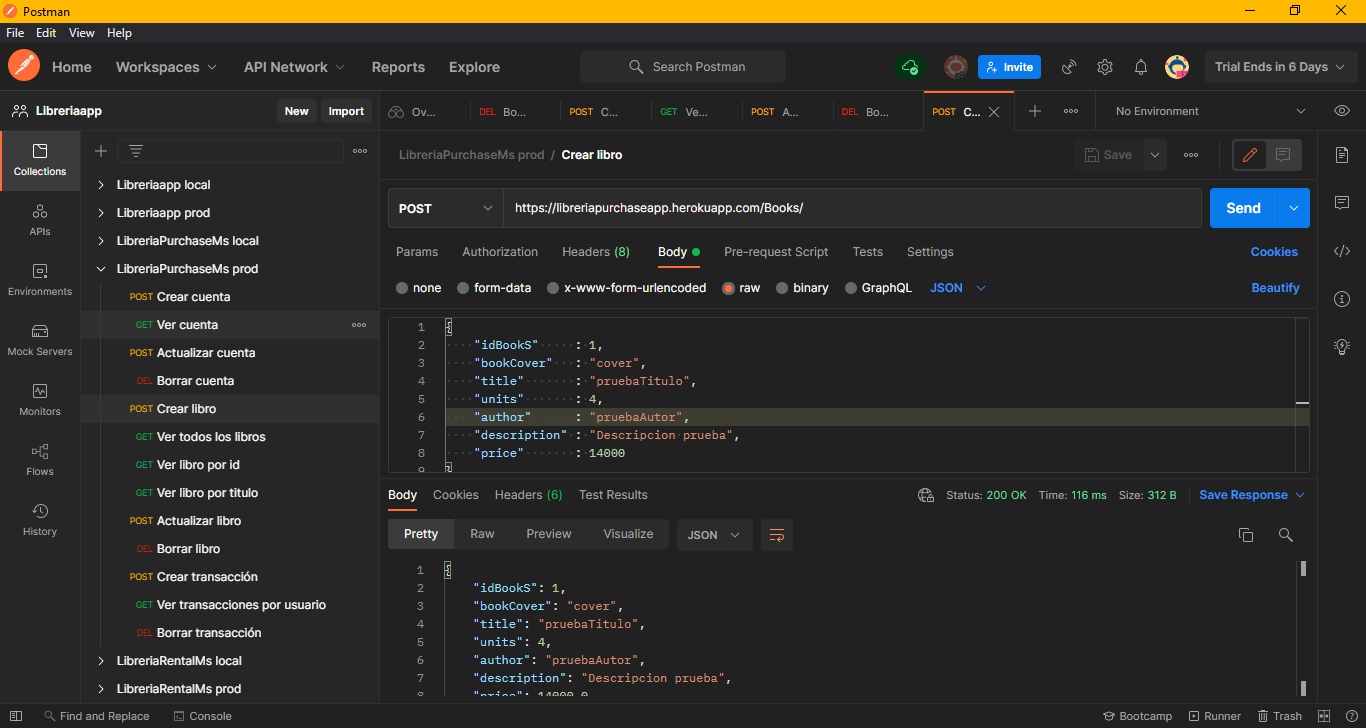 Postman
File Edit View Help
Home Workspaces API Network Reports Explore Search Postman Invite Trial Ends in 6 Days
Libreriaapp New Import
Ov... DEL Bo... POST C... GET Ve... POST A... DEL Bo... POST C... No Environment
Collections
APIs
Environments
Mock Servers
Monitors
Flows
History
Libreriaapp local
Libreriaapp prod
LibreriaPurchaseMs local
LibreriaPurchaseMs prod
POST Crear cuenta
GET Ver cuenta
POST Actualizar cuenta
DEL Borrar cuenta
POST Crear libro
GET Ver todos los libros
GET Ver libro por id
GET Ver libro por titulo
POST Actualizar libro
DEL Borrar libro
POST Crear transacción
GET Ver transacciones por usuario
DEL Borrar transacción
LibreriaRentalMs local
LibreriaRentalMs prod
LibreriaPurchaseMs prod / Crear libro Save
POST https://libreriapurchaseapp.herokuapp.com/Books/ Send
Params Authorization Headers (8) Body Pre-request Script Tests Settings Cookies
none form-data x-www-form-urlencoded raw binary GraphQL JSON Beautify
1 {
2 "idBookS" : 1,
3 "bookCover" : "cover",
4 "title" : "pruebaTitulo",
5 "units" : 4,
6 "author" : "pruebaAutor",
7 "description" : "Descripcion prueba",
8 "price" : 14000
9 }
Body Cookies Headers (6) Test Results Status: 200 OK Time: 116 ms Size: 312 B Save Response
Pretty Raw Preview Visualize JSON
1 {
2 "idBookS": 1,
3 "bookCover": "cover",
4 "title": "pruebaTitulo",
5 "units": 4,
6 "author": "pruebaAutor",
7 "description": "Descripcion prueba",
8 "price": 14000.0
Find and Replace Console Bootcamp Runner Trash